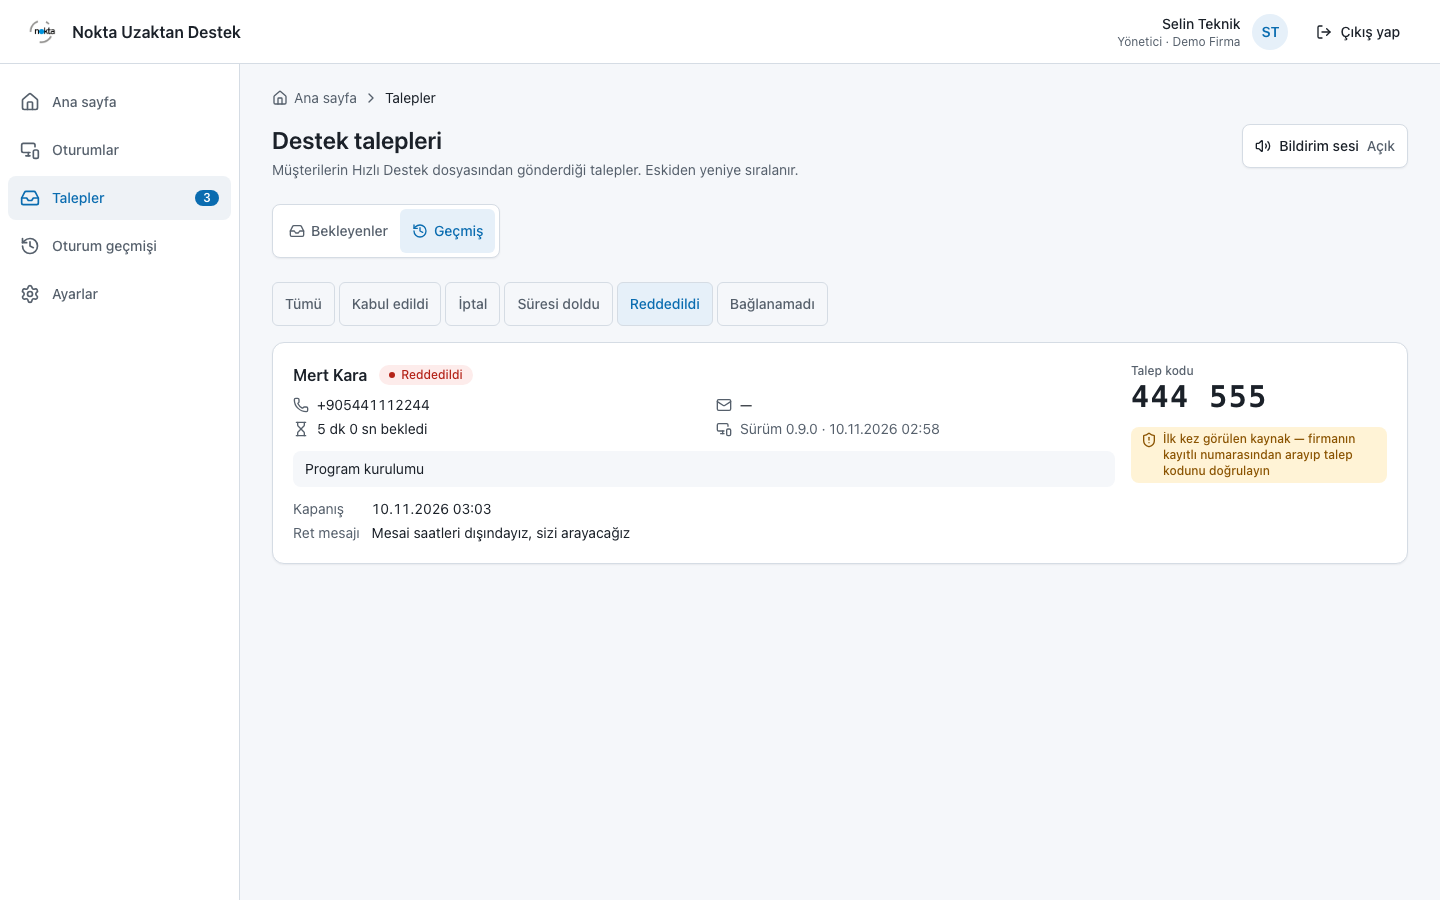 nokta
Nokta Uzaktan Destek
Selin Teknik
Yönetici · Demo Firma
ST
Çıkış yap
Ana sayfa
Oturumlar
Talepler
3
Oturum geçmişi
Ayarlar
Ana sayfa
Talepler
Destek talepleri
Müşterilerin Hızlı Destek dosyasından gönderdiği talepler. Eskiden yeniye sıralanır.
Bildirim sesi Açık
Bekleyenler
Geçmiş
Tümü
Kabul edildi
İptal
Süresi doldu
Reddedildi
Bağlanamadı
Mert Kara
Reddedildi
+905441112244
—
5 dk 0 sn bekledi
Sürüm 0.9.0 · 10.11.2026 02:58
Program kurulumu
Kapanış 10.11.2026 03:03
Ret mesajı Mesai saatleri dışındayız, sizi arayacağız
Talep kodu
444 555
İlk kez görülen kaynak — firmanın
kayıtlı numarasından arayıp talep
kodunu doğrulayın